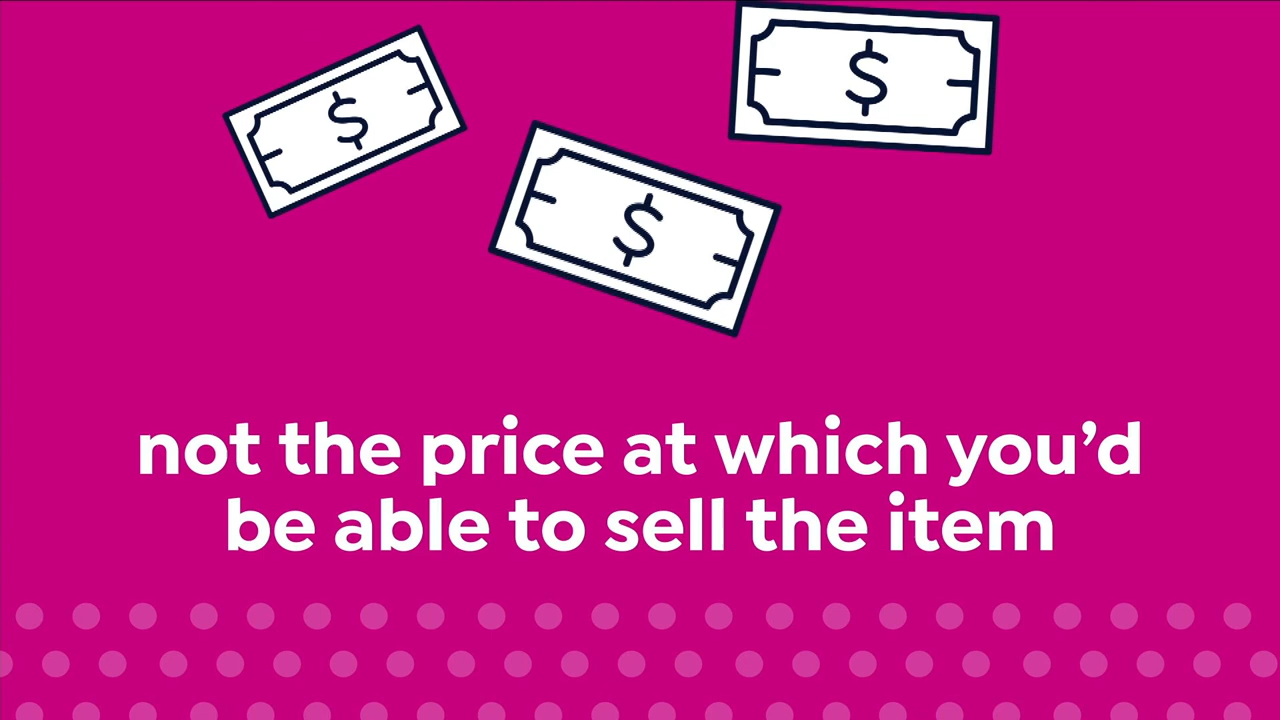 $
$
$
not the price at which you’d
be able to sell the item